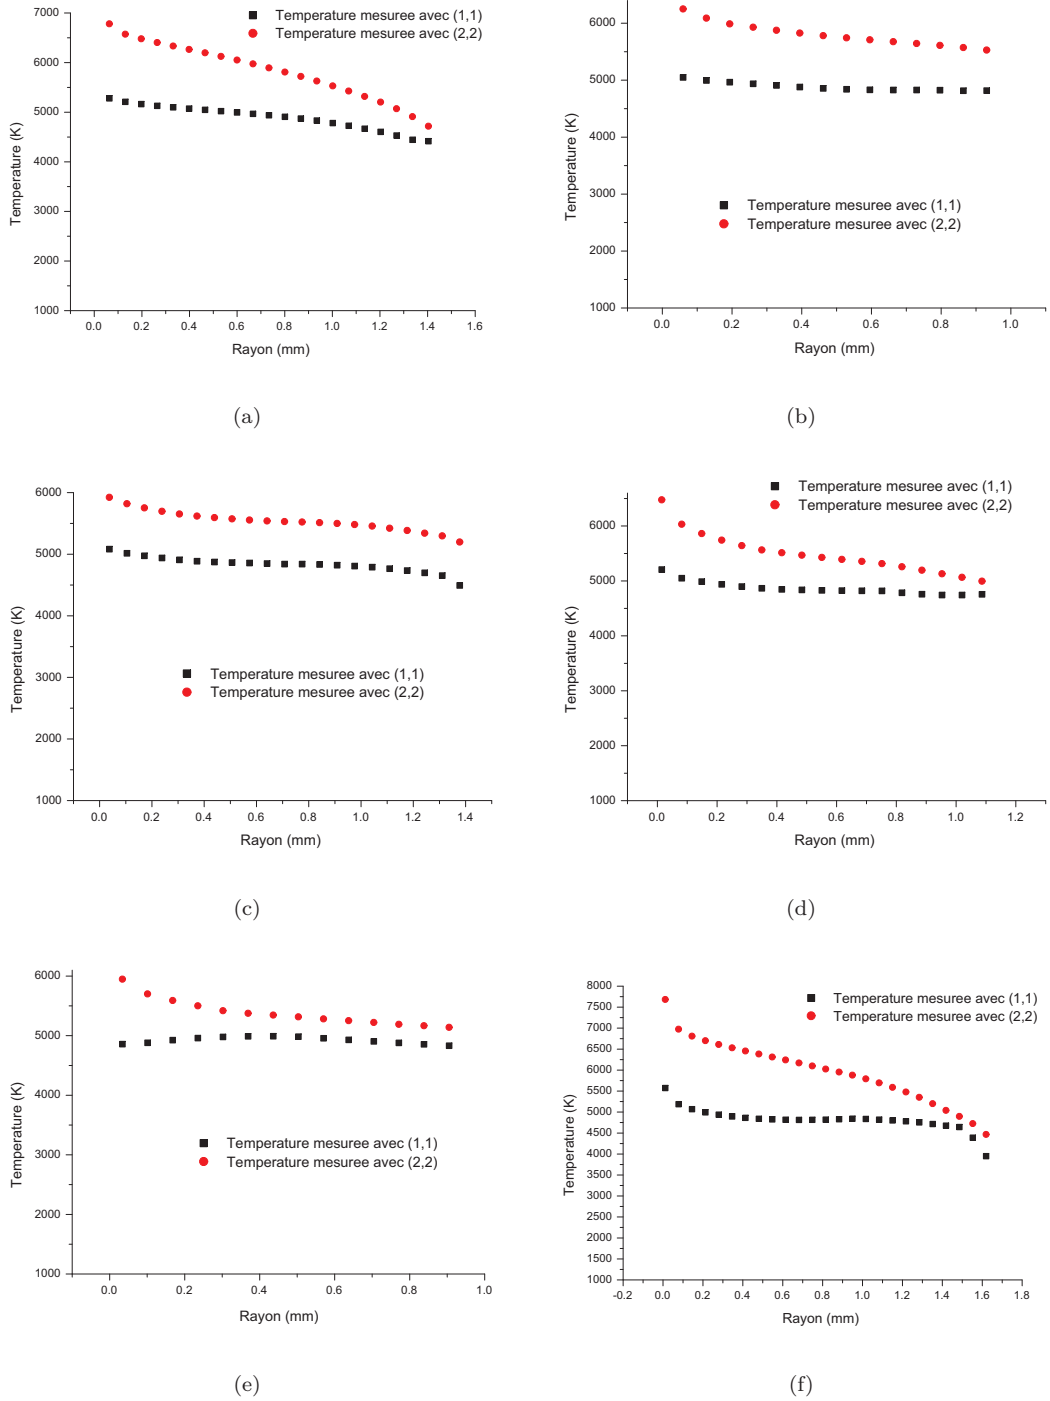 Temperature mesuree avec (1,1)
Temperature mesuree avec (2,2)
7000
6000
5000
4000
3000
2000
1000
Temperature (K)
0.0 0.2 0.4 0.6 0.8 1.0 1.2 1.4 1.6
Rayon (mm)
(a)
6000
5000
4000
3000
2000
1000
Temperature (K)
Temperature mesuree avec (1,1)
Temperature mesuree avec (2,2)
0.0 0.2 0.4 0.6 0.8 1.0
Rayon (mm)
(b)
6000
5000
4000
3000
2000
1000
Temperature (K)
Temperature mesuree avec (1,1)
Temperature mesuree avec (2,2)
0.0 0.2 0.4 0.6 0.8 1.0 1.2 1.4
Rayon (mm)
(c)
Temperature mesuree avec (1,1)
Temperature mesuree avec (2,2)
6000
5000
4000
3000
2000
1000
Temperature (K)
0.0 0.2 0.4 0.6 0.8 1.0 1.2
Rayon (mm)
(d)
6000
5000
4000
3000
2000
1000
Temperature (K)
Temperature mesuree avec (1,1)
Temperature mesuree avec (2,2)
0.0 0.2 0.4 0.6 0.8 1.0
Rayon (mm)
(e)
Temperature mesuree avec (1,1)
Temperature mesuree avec (2,2)
8000
7500
7000
6500
6000
5500
5000
4500
4000
3500
3000
2500
2000
1500
1000
Temperature (K)
-0.2 0.0 0.2 0.4 0.6 0.8 1.0 1.2 1.4 1.6 1.8
Rayon (mm)
(f)